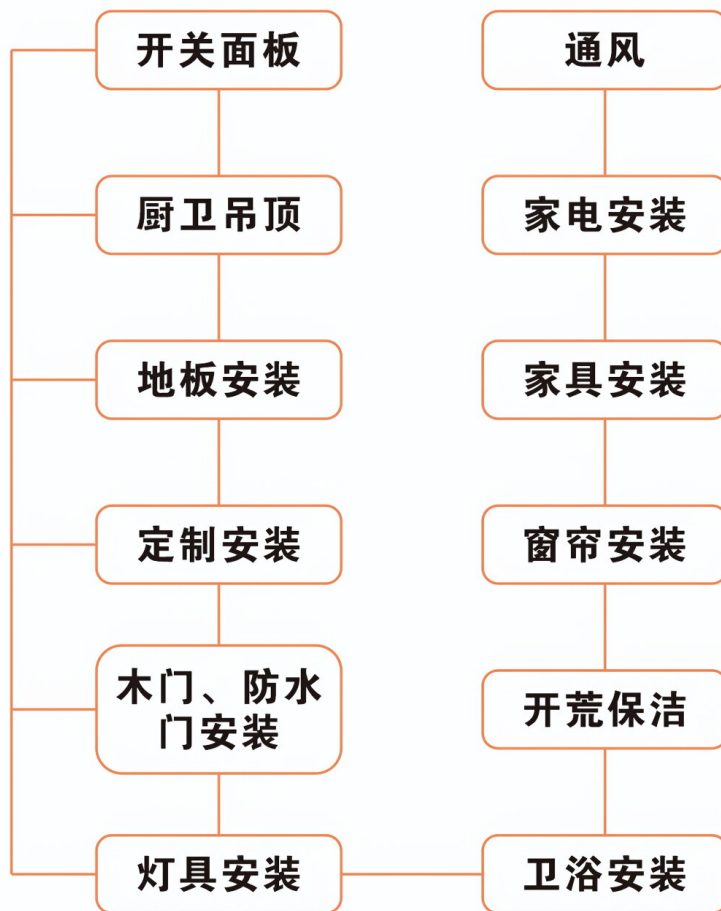 开关面板
厨卫吊顶
地板安装
定制安装
木门、防水
门安装
灯具安装
通风
家电安装
家具安装
窗帘安装
开荒保洁
卫浴安装